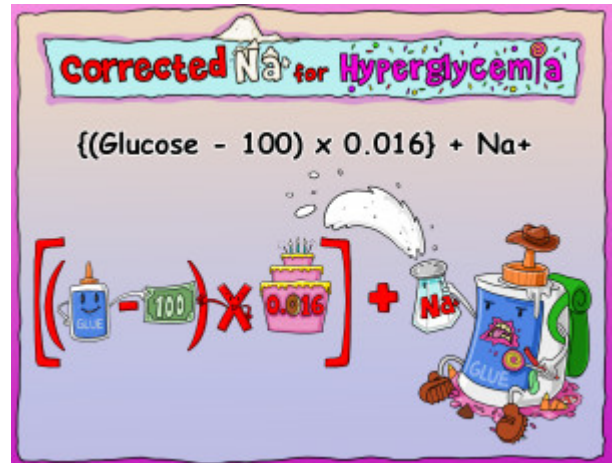 Corrected Na+ for Hyperglycemia
{(Glucose - 100) x 0.016} + Na+
[( GLUE - 100 ) X 0.016 ] + Na+
GLUE